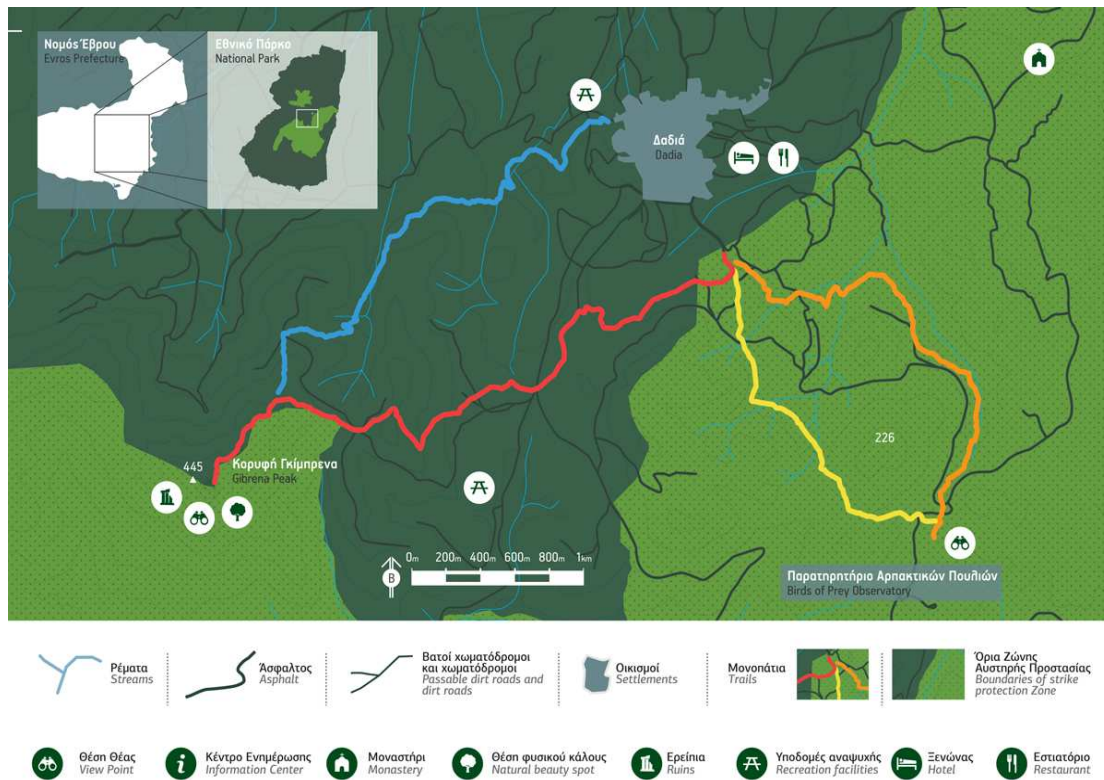 Νομός Έβρου
Evros Prefecture
Εθνικό Πάρκο
National Park
Δαδιά
Dadia
445
Κορυφή Γκίμπρενα
Gibrena Peak
226
0m 200m 400m 600m 800m 1km
Β
Παρατηρητήριο Αρπακτικών Πουλιών
Birds of Prey Observatory
Ρέματα
Streams
Άσφαλτος
Asphalt
Βατοί χωματόδρομοι
και χωματόδρομοι
Passable dirt roads and
dirt roads
Οικισμοί
Settlements
Μονοπάτια
Trails
Όρια Ζώνης
Αυστηρής Προστασίας
Boundaries of strike
protection Zone
Θέση Θέας
View Point
Κέντρο Ενημέρωσης
Information Center
Μοναστήρι
Monastery
Θέση φυσικού κάλους
Natural beauty spot
Ερείπια
Ruins
Υποδομές αναψυχής
Recreation facilities
Ξενώνας
Hotel
Εστιατόριο
Restaurant